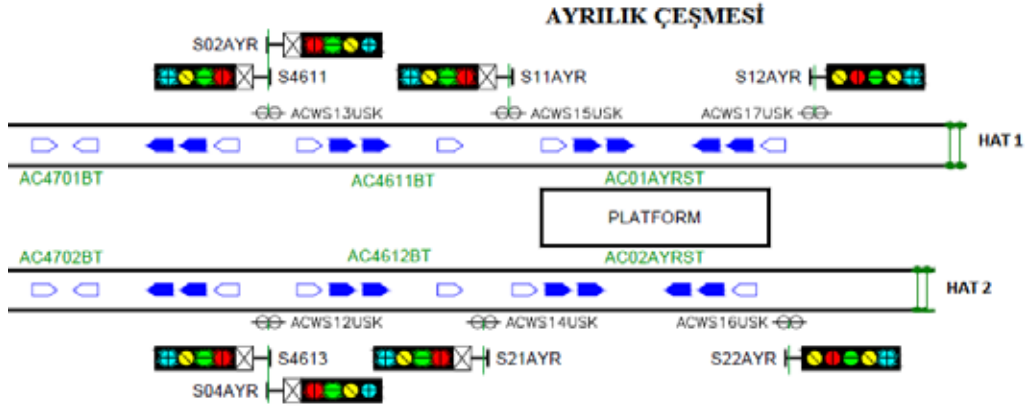 AYRILIK ÇEŞMESİ
S02AYR
S4611
S11AYR
S12AYR
ACWS13USK
ACWS15USK
ACWS17USK
HAT 1
AC4701BT
AC4611BT
AC01AYRST
PLATFORM
AC4702BT
AC4612BT
AC02AYRST
HAT 2
ACWS12USK
ACWS14USK
ACWS16USK
S4613
S21AYR
S22AYR
S04AYR